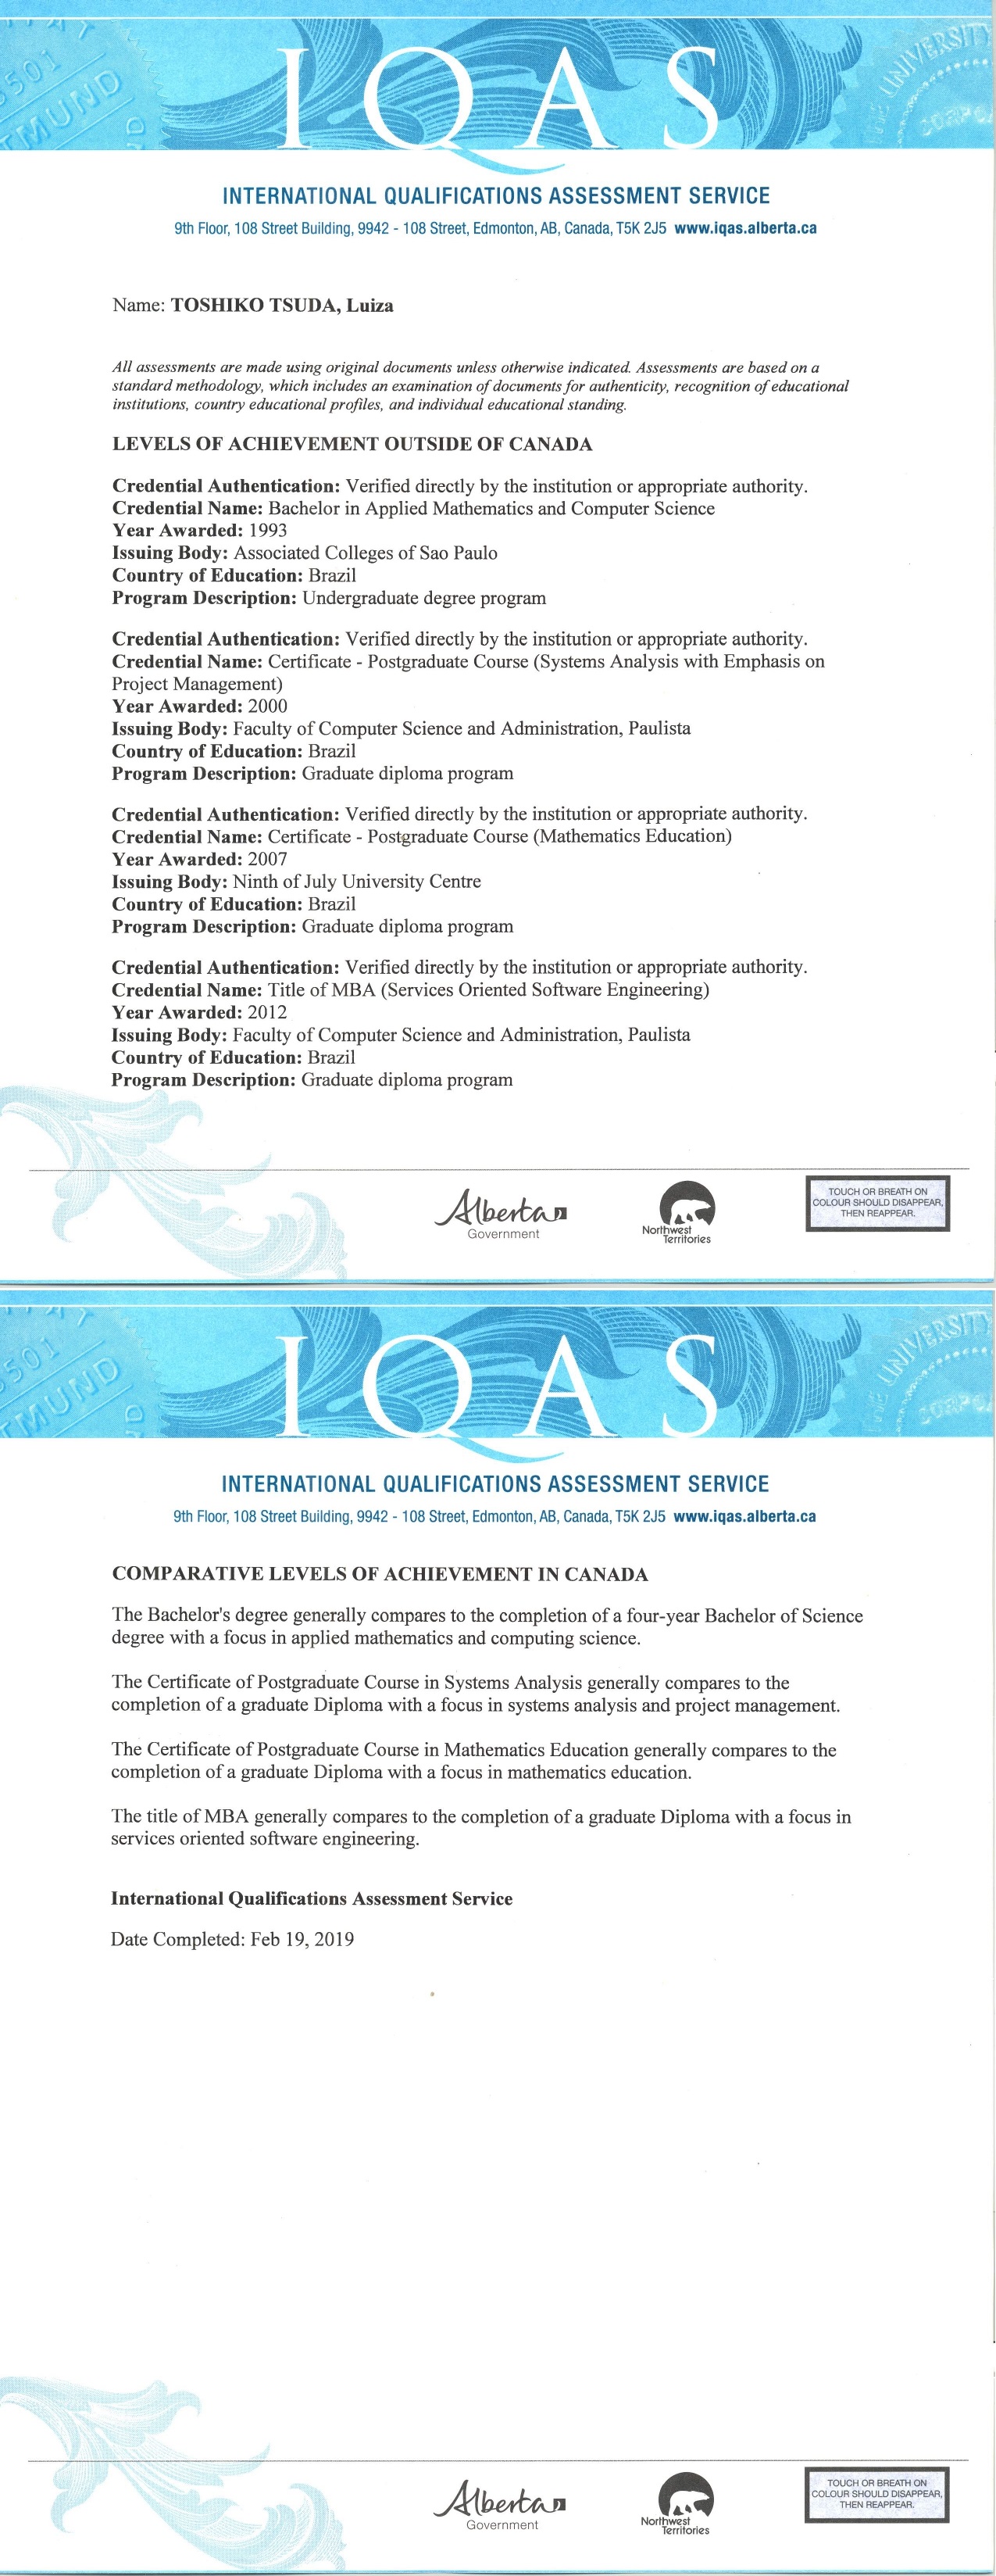 IQAS
INTERNATIONAL QUALIFICATIONS ASSESSMENT SERVICE
9th Floor, 108 Street Building, 9942 - 108 Street, Edmonton, AB, Canada, T5K 2J5 www.iqas.alberta.ca
Name: TOSHIKO TSUDA, Luiza
All assessments are made using original documents unless otherwise indicated. Assessments are based on a
standard methodology, which includes an examination of documents for authenticity, recognition of educational
institutions, country educational profiles, and individual educational standing.
LEVELS OF ACHIEVEMENT OUTSIDE OF CANADA
Credential Authentication: Verified directly by the institution or appropriate authority.
Credential Name: Bachelor in Applied Mathematics and Computer Science
Year Awarded: 1993
Issuing Body: Associated Colleges of Sao Paulo
Country of Education: Brazil
Program Description: Undergraduate degree program
Credential Authentication: Verified directly by the institution or appropriate authority.
Credential Name: Certificate - Postgraduate Course (Systems Analysis with Emphasis on
Project Management)
Year Awarded: 2000
Issuing Body: Faculty of Computer Science and Administration, Paulista
Country of Education: Brazil
Program Description: Graduate diploma program
Credential Authentication: Verified directly by the institution or appropriate authority.
Credential Name: Certificate - Postgraduate Course (Mathematics Education)
Year Awarded: 2007
Issuing Body: Ninth of July University Centre
Country of Education: Brazil
Program Description: Graduate diploma program
Credential Authentication: Verified directly by the institution or appropriate authority.
Credential Name: Title of MBA (Services Oriented Software Engineering)
Year Awarded: 2012
Issuing Body: Faculty of Computer Science and Administration, Paulista
Country of Education: Brazil
Program Description: Graduate diploma program
Alberta
Government
Northwest
Territories
TOUCH OR BREATH ON
COLOUR SHOULD DISAPPEAR,
THEN REAPPEAR.
IQAS
INTERNATIONAL QUALIFICATIONS ASSESSMENT SERVICE
9th Floor, 108 Street Building, 9942 - 108 Street, Edmonton, AB, Canada, T5K 2J5 www.iqas.alberta.ca
COMPARATIVE LEVELS OF ACHIEVEMENT IN CANADA
The Bachelor's degree generally compares to the completion of a four-year Bachelor of Science
degree with a focus in applied mathematics and computing science.
The Certificate of Postgraduate Course in Systems Analysis generally compares to the
completion of a graduate Diploma with a focus in systems analysis and project management.
The Certificate of Postgraduate Course in Mathematics Education generally compares to the
completion of a graduate Diploma with a focus in mathematics education.
The title of MBA generally compares to the completion of a graduate Diploma with a focus in
services oriented software engineering.
International Qualifications Assessment Service
Date Completed: Feb 19, 2019
Alberta
Government
Northwest
Territories
TOUCH OR BREATH ON
COLOUR SHOULD DISAPPEAR,
THEN REAPPEAR.